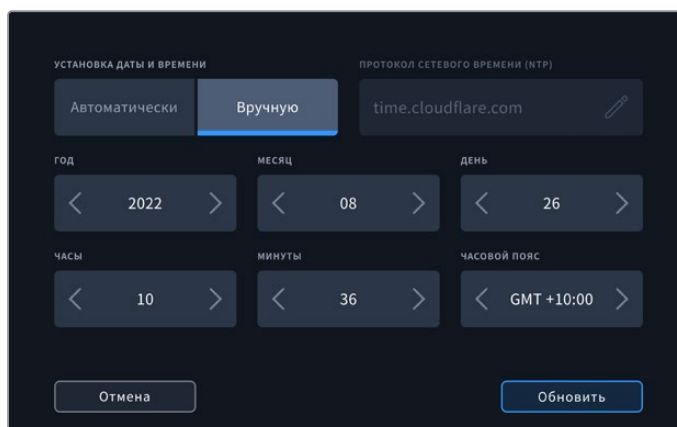 УСТАНОВКА ДАТЫ И ВРЕМЕНИ ПРОТОКОЛ СЕТЕВОГО ВРЕМЕНИ (NTP)
Автоматически Вручную time.cloudflare.com
ГОД МЕСЯЦ ДЕНЬ
2022 08 26
ЧАСЫ МИНУТЫ ЧАСОВОЙ ПОЯС
10 36 GMT +10:00
Отмена Обновить